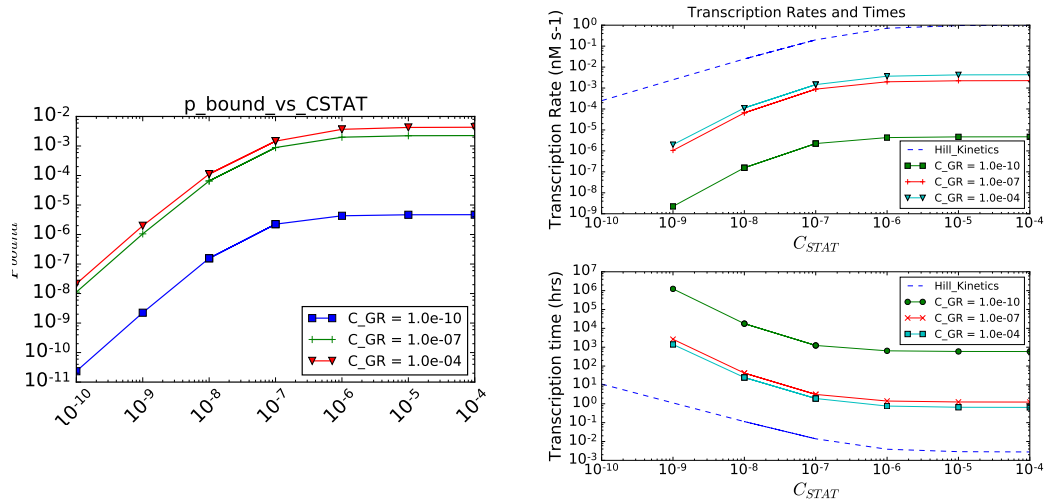 p_bound_vs_CSTAT
10^-2
10^-3
10^-4
10^-5
10^-6
10^-7
10^-8
10^-9
10^-10
10^-11
C_GR = 1.0e-10
C_GR = 1.0e-07
C_GR = 1.0e-04
10^-10 10^-9 10^-8 10^-7 10^-6 10^-5 10^-4
Transcription Rates and Times
Transcription Rate (nM s-1)
10^0
10^-1
10^-2
10^-3
10^-4
10^-5
10^-6
10^-7
10^-8
10^-9
Hill_Kinetics
C_GR = 1.0e-10
C_GR = 1.0e-07
C_GR = 1.0e-04
10^-10 10^-9 10^-8 10^-7 10^-6 10^-5 10^-4
C_STAT
Transcription time (hrs)
10^7
10^6
10^5
10^4
10^3
10^2
10^1
10^0
10^-1
10^-2
10^-3
Hill_Kinetics
C_GR = 1.0e-10
C_GR = 1.0e-07
C_GR = 1.0e-04
10^-10 10^-9 10^-8 10^-7 10^-6 10^-5 10^-4
C_STAT